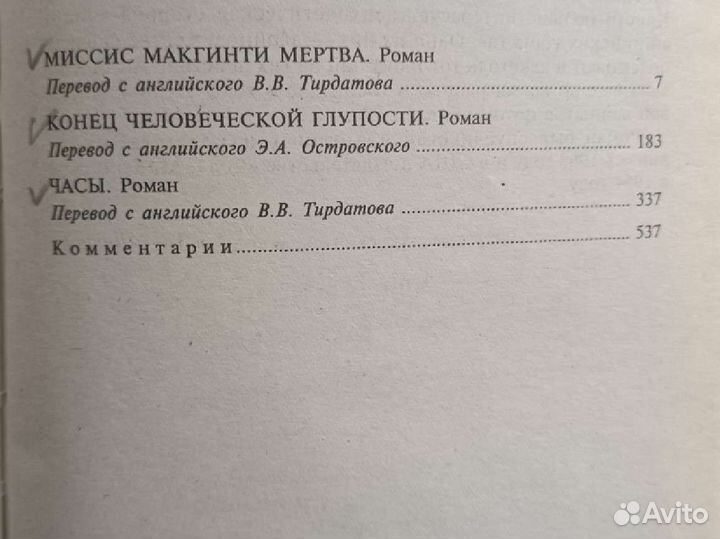 МИССИС МАКГИНТИ МЕРТВА. Роман
Перевод с английского В.В. Тирдатова ........ 7
КОНЕЦ ЧЕЛОВЕЧЕСКОЙ ГЛУПОСТИ. Роман
Перевод с английского Э.А. Островского ........ 183
ЧАСЫ. Роман
Перевод с английского В.В. Тирдатова ........ 337
Комментарии ........ 537
Avito